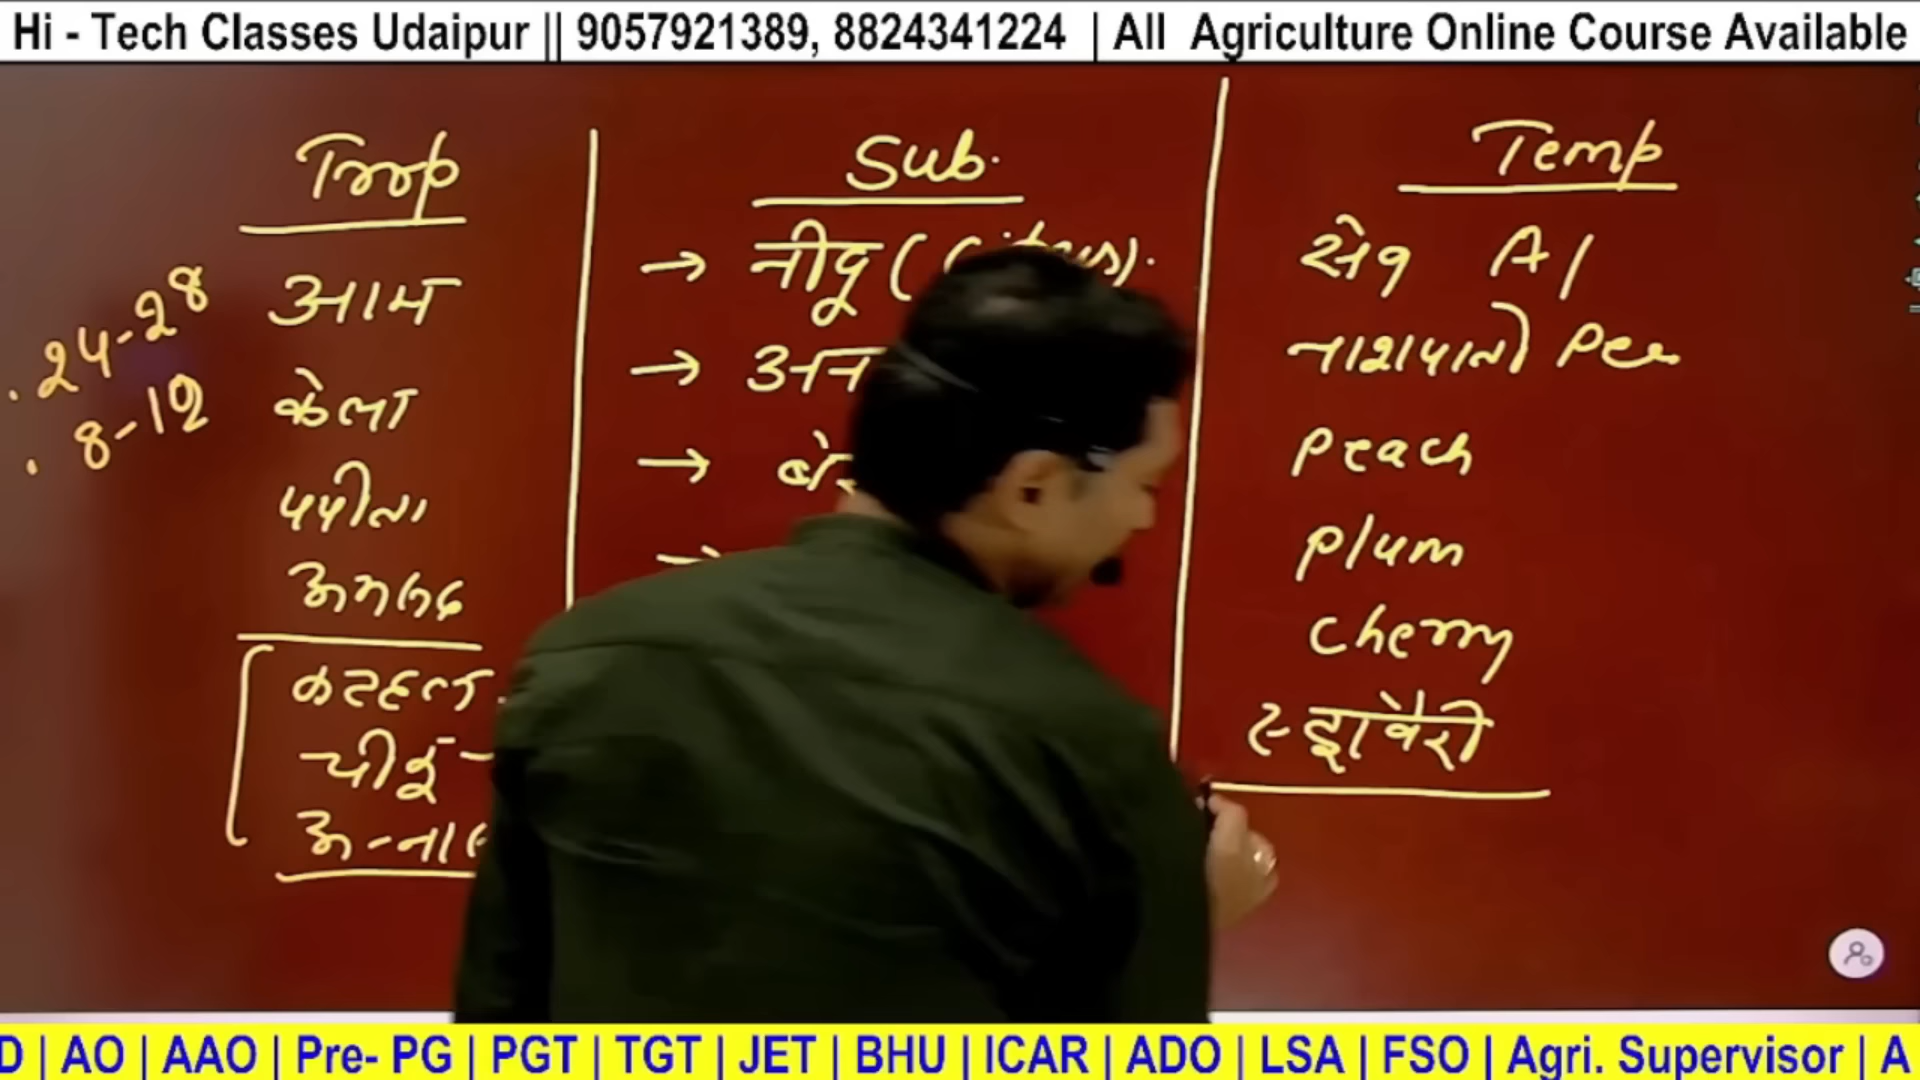 Hi - Tech Classes Udaipur || 9057921389, 8824341224 | All Agriculture Online Course Available
Trop
आम
केला
पपीता
अमरुद
कटहल
चीकू
24-28
8-12
Sub.
→ नीबू (Citrus).
→
→
→
Temp
सेव A/
नाशपाती Pea
Peach
Plum
Cherry
स्ट्राबेरी
D | AO | AAO | Pre- PG | PGT | TGT | JET | BHU | ICAR | ADO | LSA | FSO | Agri. Supervisor | A